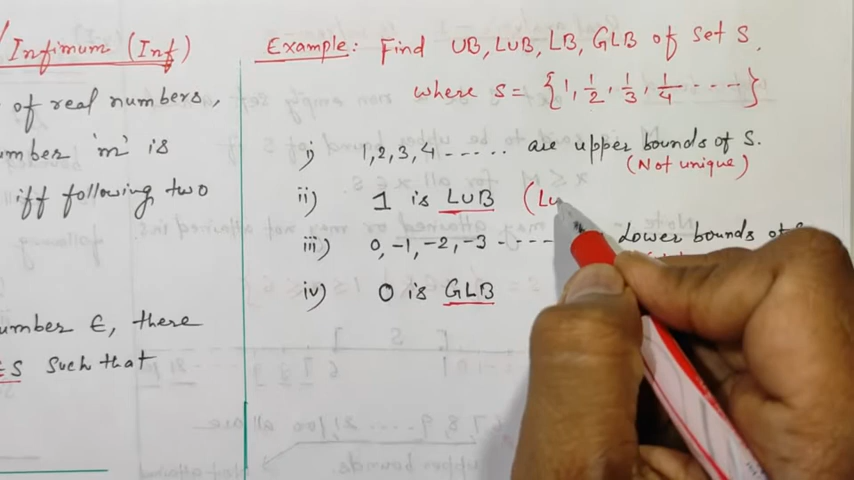 /Infimum (Inf)
of real numbers,
umber 'm' is
iff following two
umber ε, there
∈ S such that
Example: Find UB, LUB, LB, GLB of set S,
where S = {1, 1/2, 1/3, 1/4 - - - -}
i) 1, 2, 3, 4 ...... are upper bounds of S.
(Not unique)
ii) 1 is LUB (Lu
iii) 0, -1, -2, -3 - - - - Lower bounds of
iv) 0 is GLB